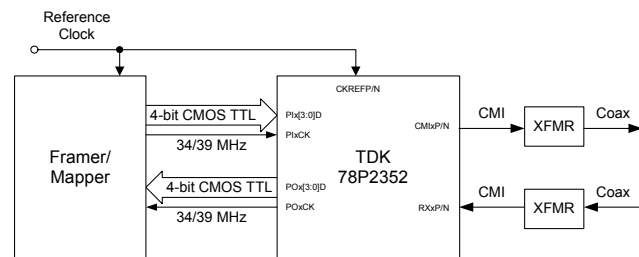 Reference
Clock
CKREFP/N
4-bit CMOS TTL
PIx[3:0]D
PIxCK
34/39 MHz
CMIxP/N
CMI
XFMR
Coax
Framer/
Mapper
TDK
78P2352
4-bit CMOS TTL
POx[3:0]D
POxCK
34/39 MHz
RXxP/N
CMI
XFMR
Coax